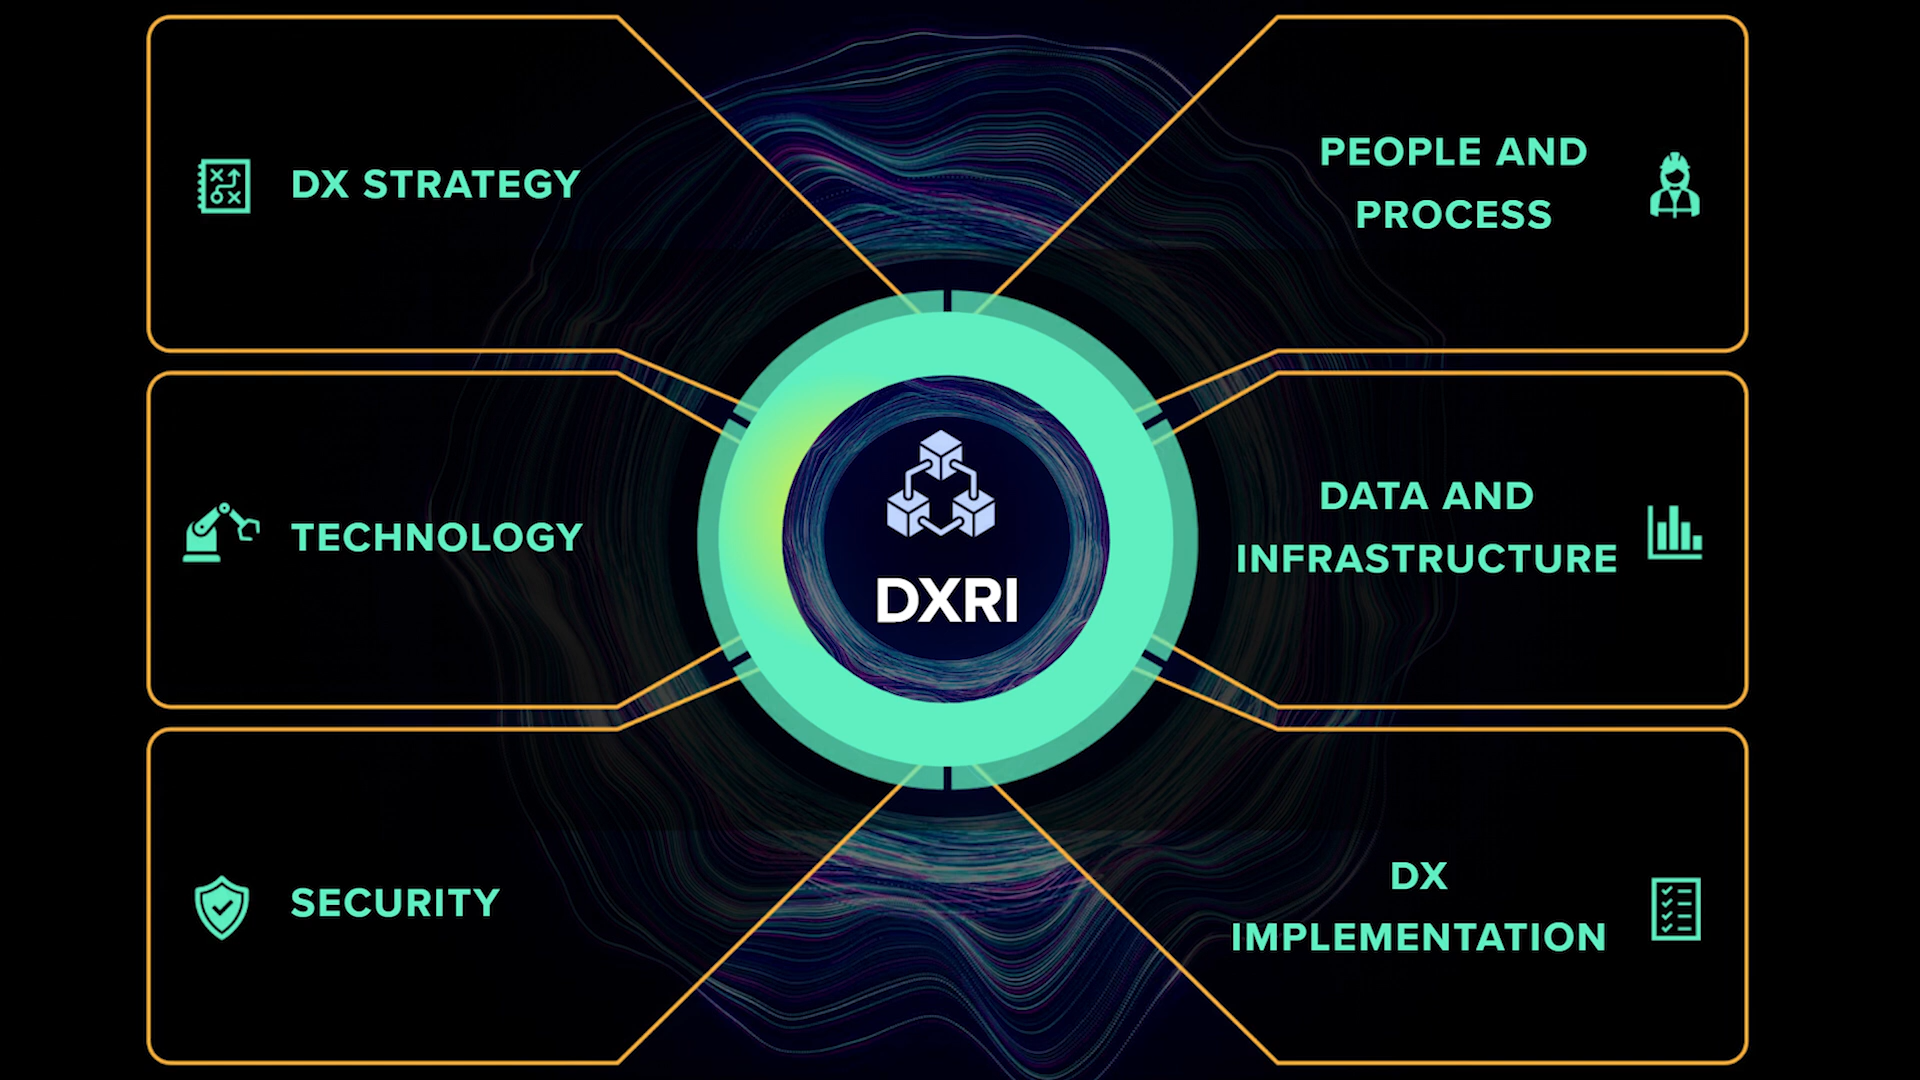 DX STRATEGY
PEOPLE AND
PROCESS
TECHNOLOGY
DXRI
DATA AND
INFRASTRUCTURE
SECURITY
DX
IMPLEMENTATION